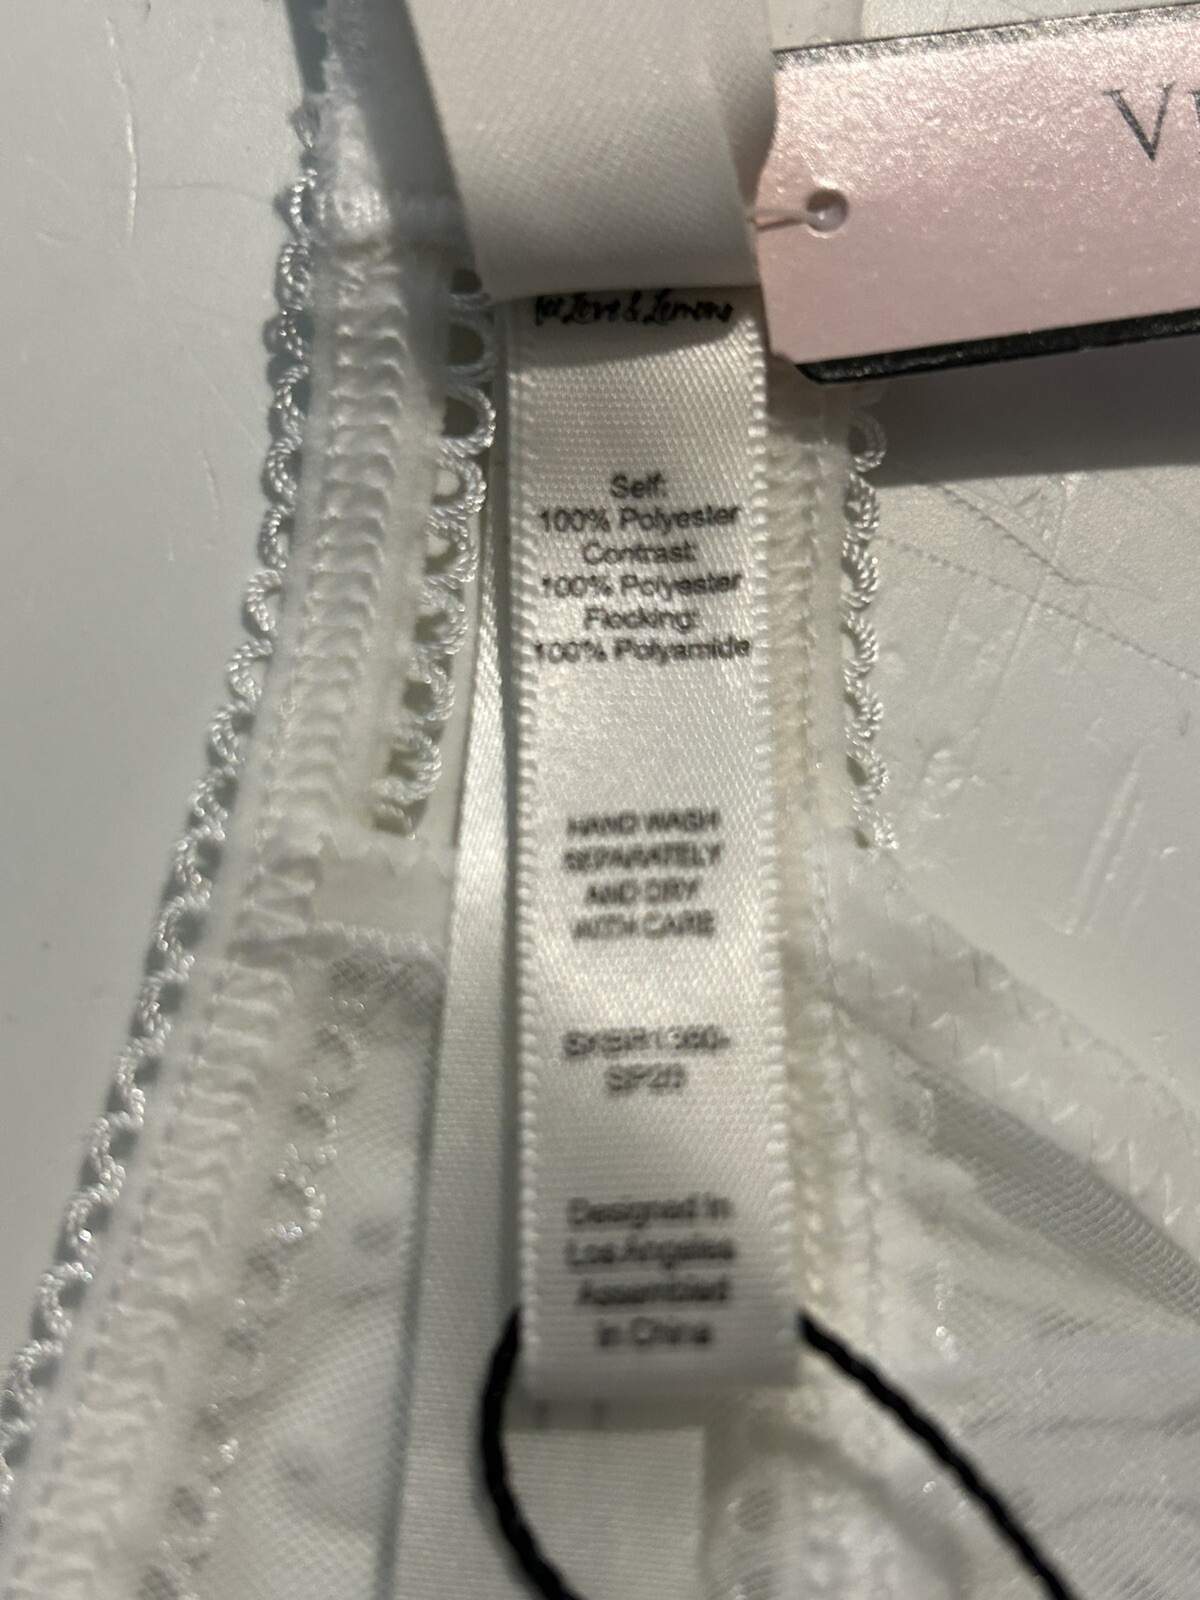 V
For Love & Lemons
Self:
100% Polyester
Contrast:
100% Polyester
Flocking:
100% Polyamide
HAND WASH
SEPARATELY
AND DRY
WITH CARE
Designed in
Los Angeles
Assembled
in China